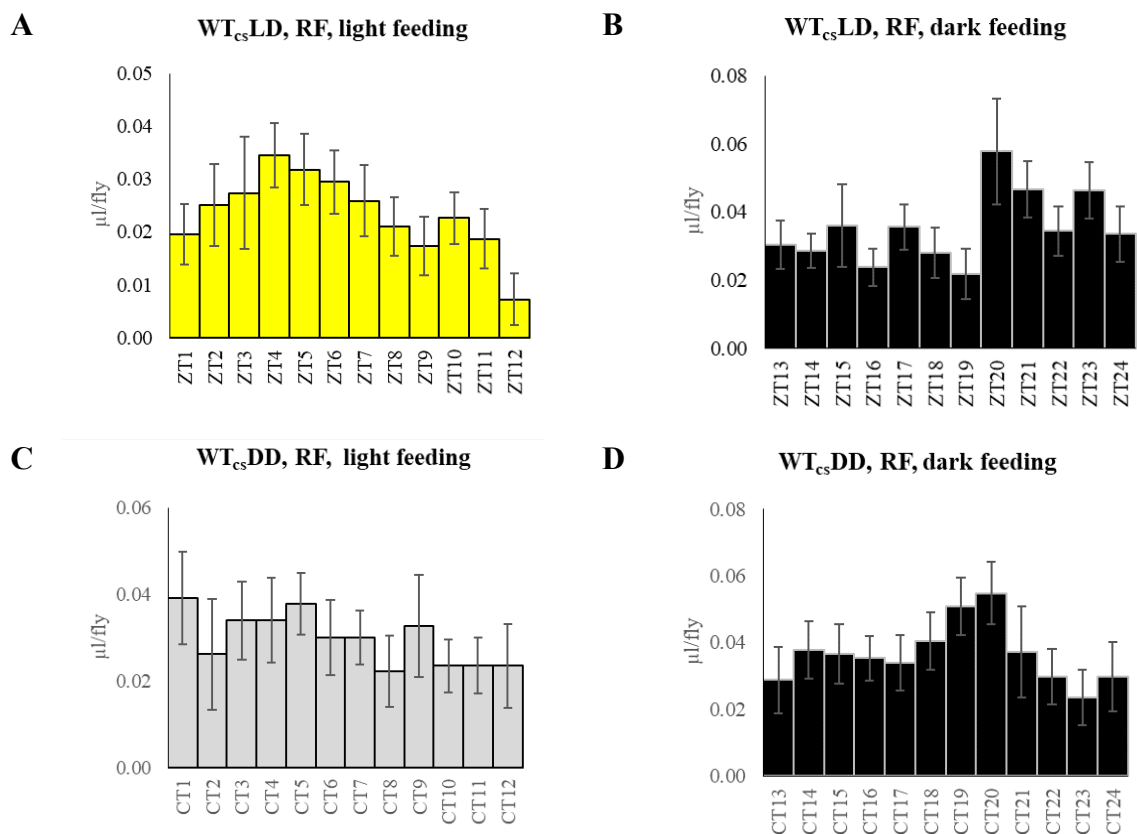 A
WTcsLD, RF, light feeding
µl/fly
0.05
0.04
0.03
0.02
0.01
0.00
ZT1 ZT2 ZT3 ZT4 ZT5 ZT6 ZT7 ZT8 ZT9 ZT10 ZT11 ZT12
B
WTcsLD, RF, dark feeding
µl/fly
0.08
0.06
0.04
0.02
0.00
ZT13 ZT14 ZT15 ZT16 ZT17 ZT18 ZT19 ZT20 ZT21 ZT22 ZT23 ZT24
C
WTcsDD, RF, light feeding
µl/fly
0.06
0.04
0.02
0.00
CT1 CT2 CT3 CT4 CT5 CT6 CT7 CT8 CT9 CT10 CT11 CT12
D
WTcsDD, RF, dark feeding
µl/fly
0.08
0.06
0.04
0.02
0.00
CT13 CT14 CT15 CT16 CT17 CT18 CT19 CT20 CT21 CT22 CT23 CT24